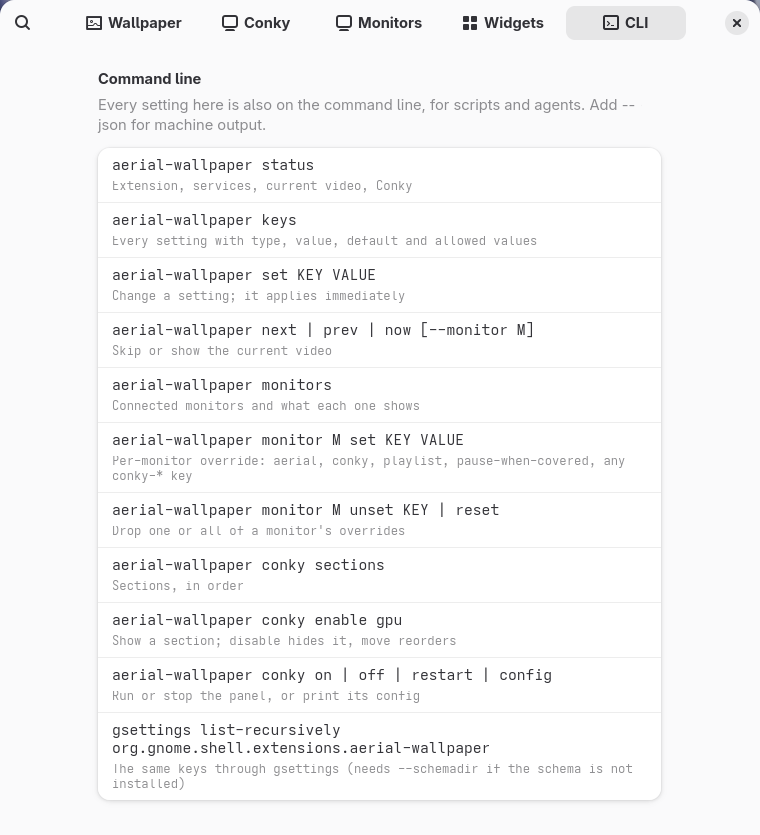 Wallpaper Conky Monitors Widgets CLI
Command line
Every setting here is also on the command line, for scripts and agents. Add --
json for machine output.
aerial-wallpaper status
Extension, services, current video, Conky
aerial-wallpaper keys
Every setting with type, value, default and allowed values
aerial-wallpaper set KEY VALUE
Change a setting; it applies immediately
aerial-wallpaper next | prev | now [--monitor M]
Skip or show the current video
aerial-wallpaper monitors
Connected monitors and what each one shows
aerial-wallpaper monitor M set KEY VALUE
Per-monitor override: aerial, conky, playlist, pause-when-covered, any
conky-* key
aerial-wallpaper monitor M unset KEY | reset
Drop one or all of a monitor's overrides
aerial-wallpaper conky sections
Sections, in order
aerial-wallpaper conky enable gpu
Show a section; disable hides it, move reorders
aerial-wallpaper conky on | off | restart | config
Run or stop the panel, or print its config
gsettings list-recursively
org.gnome.shell.extensions.aerial-wallpaper
The same keys through gsettings (needs --schemadir if the schema is not
installed)